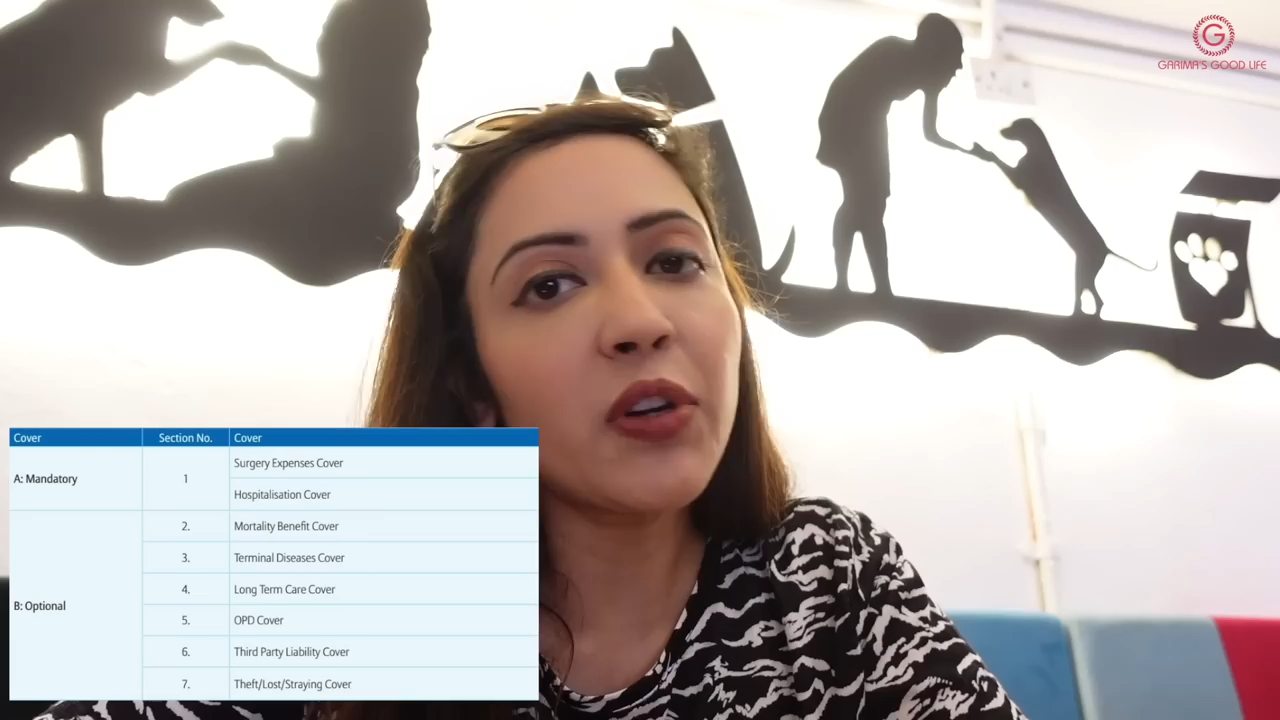 G
GARIMA'S GOOD LIFE
Cover Section No. Cover
A: Mandatory 1 Surgery Expenses Cover
Hospitalisation Cover
B: Optional 2. Mortality Benefit Cover
3. Terminal Diseases Cover
4. Long Term Care Cover
5. OPD Cover
6. Third Party Liability Cover
7. Theft/Lost/Straying Cover